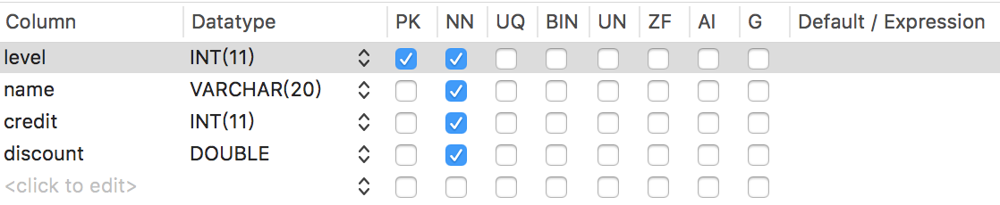 Column Datatype PK NN UQ BIN UN ZF AI G Default / Expression
level INT(11)
name VARCHAR(20)
credit INT(11)
discount DOUBLE
<click to edit>